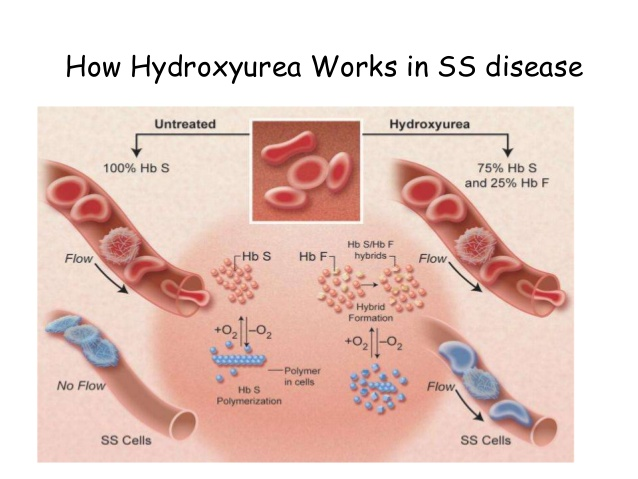 How Hydroxyurea Works in SS disease
Untreated
Hydroxyurea
100% Hb S
75% Hb S
and 25% Hb F
Flow
Hb S
Hb F
Hb S/Hb F
hybrids
Flow
Hybrid
Formation
+O2
–O2
+O2
–O2
Polymer
in cells
Hb S
Polymerization
No Flow
Flow
SS Cells
SS Cells